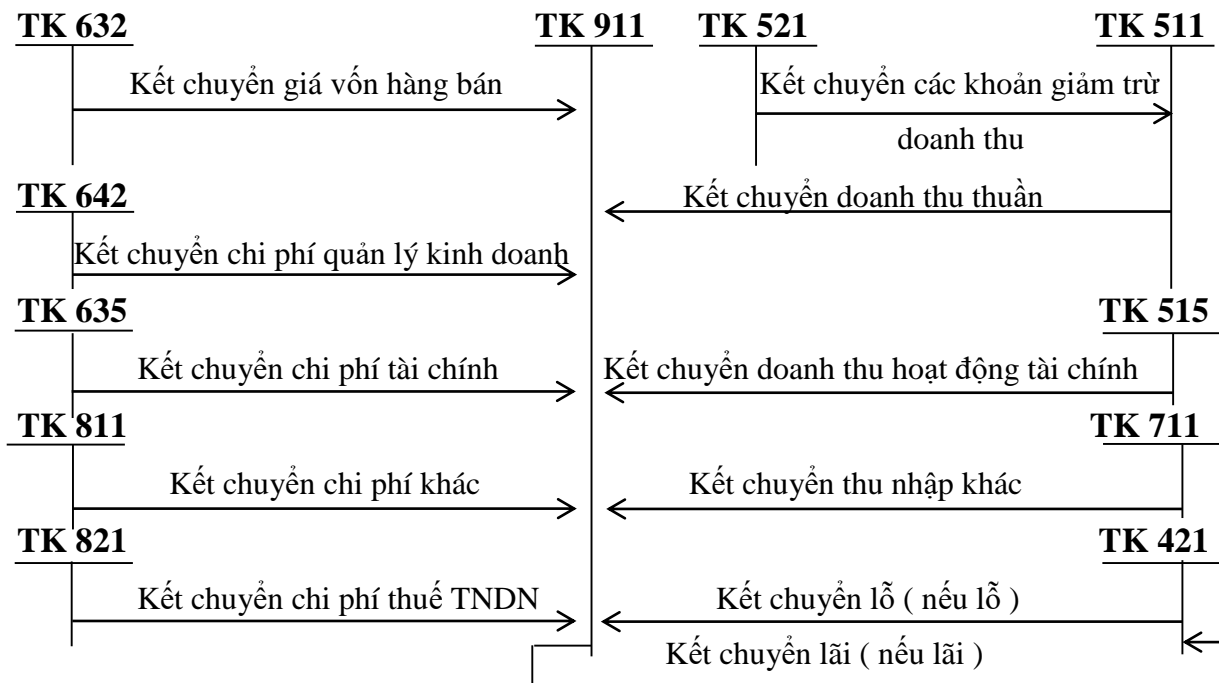 TK 632 TK 911 TK 521 TK 511
Kết chuyển giá vốn hàng bán
Kết chuyển các khoản giảm trừ
doanh thu
TK 642
Kết chuyển doanh thu thuần
Kết chuyển chi phí quản lý kinh doanh
TK 635 TK 515
Kết chuyển chi phí tài chính
Kết chuyển doanh thu hoạt động tài chính
TK 811 TK 711
Kết chuyển chi phí khác
Kết chuyển thu nhập khác
TK 821 TK 421
Kết chuyển chi phí thuế TNDN
Kết chuyển lỗ ( nếu lỗ )
Kết chuyển lãi ( nếu lãi )